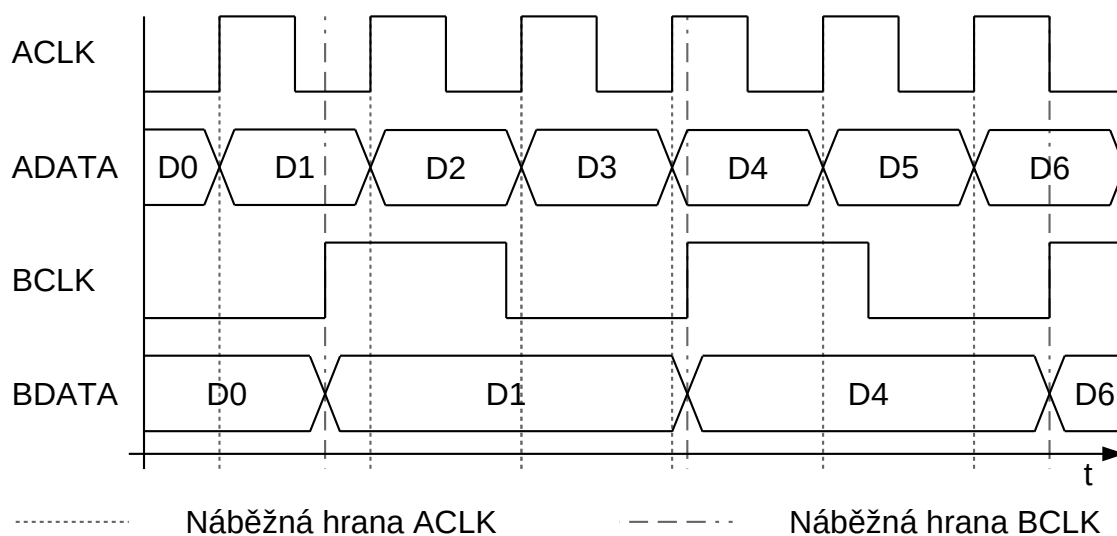 ACLK
ADATA D0 D1 D2 D3 D4 D5 D6
BCLK
BDATA D0 D1 D4 D6
t
Náběžná hrana ACLK Náběžná hrana BCLK